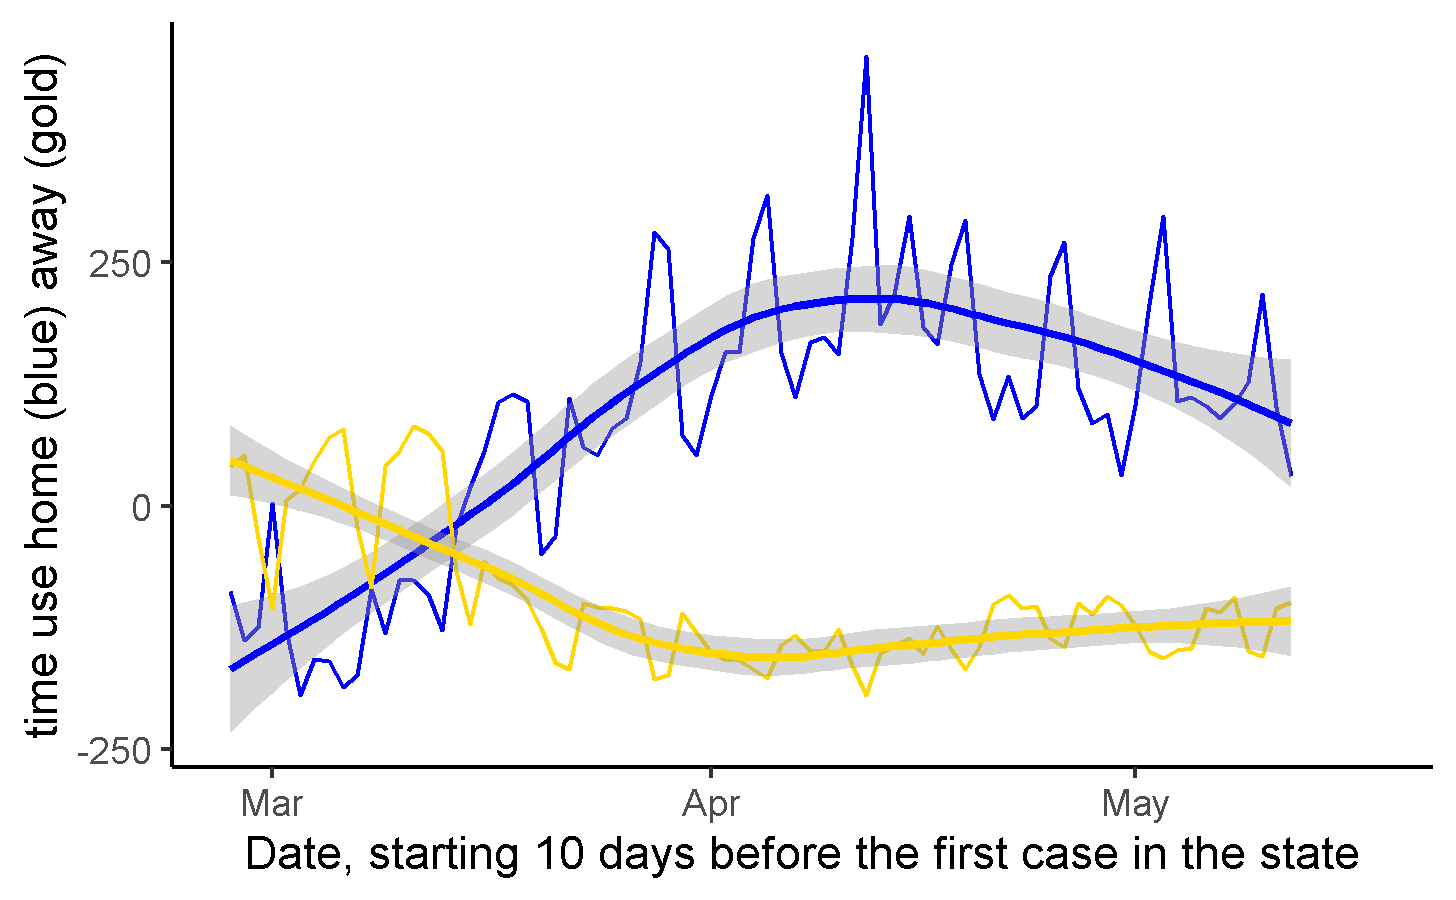 time use home (blue) away (gold)
250
0
-250
Mar
Apr
May
Date, starting 10 days before the first case in the state